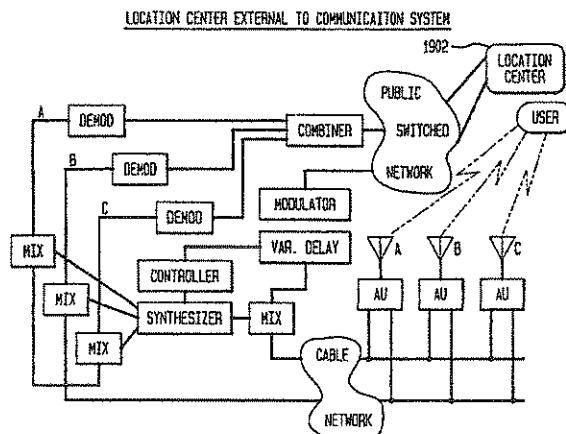 LOCATION CENTER EXTERNAL TO COMMUNICAITON SYSTEM
1902
LOCATION
CENTER
PUBLIC
SWITCHED
NETWORK
USER
A
DEMOD
COMBINER
B
DEMOD
C
DEMOD
MODULATOR
VAR. DELAY
MIX
CONTROLLER
A
B
C
MIX
SYNTHESIZER
MIX
AU
AU
AU
MIX
CABLE
NETWORK